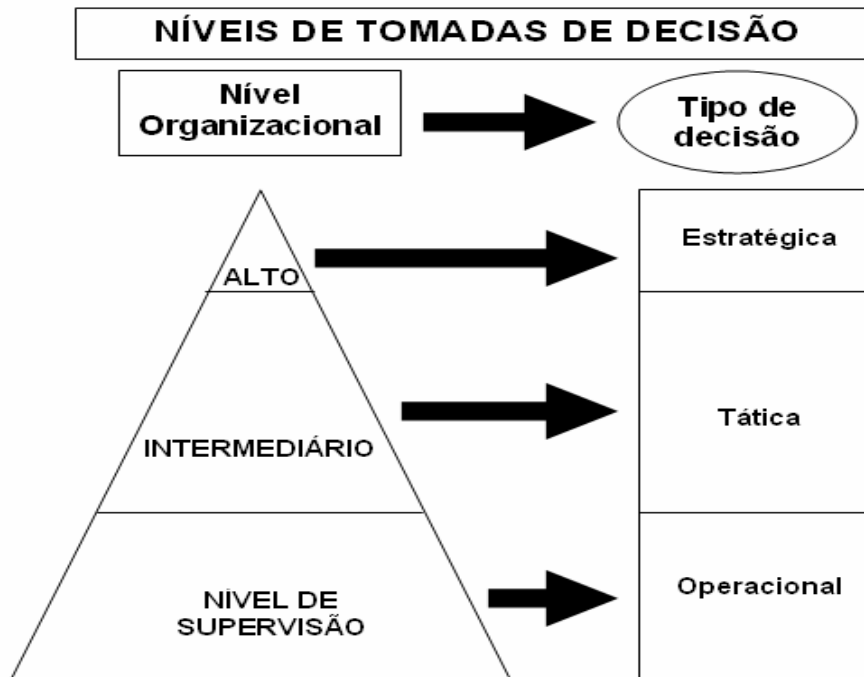 NÍVEIS DE TOMADAS DE DECISÃO
Nível
Organizacional
Tipo de
decisão
ALTO
Estratégica
INTERMEDIÁRIO
Tática
NÍVEL DE
SUPERVISÃO
Operacional